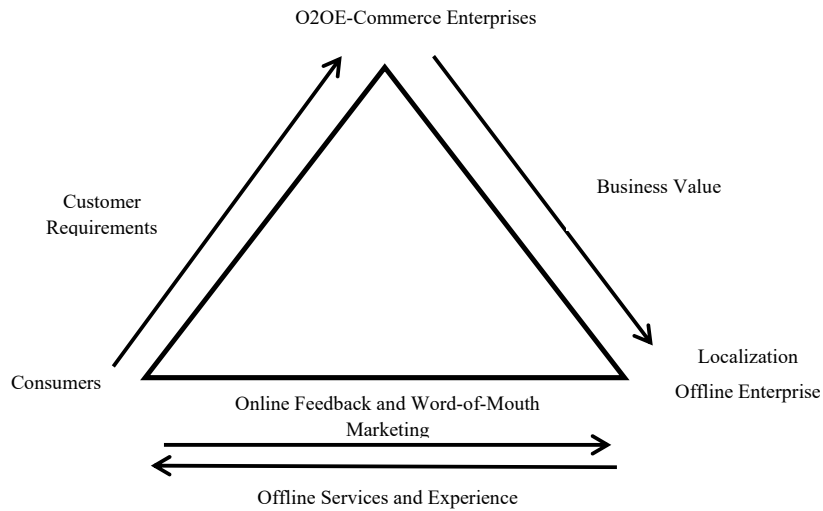 O2OE-Commerce Enterprises
Customer
Requirements
Business Value
Consumers
Localization
Offline Enterprise
Online Feedback and Word-of-Mouth
Marketing
Offline Services and Experience